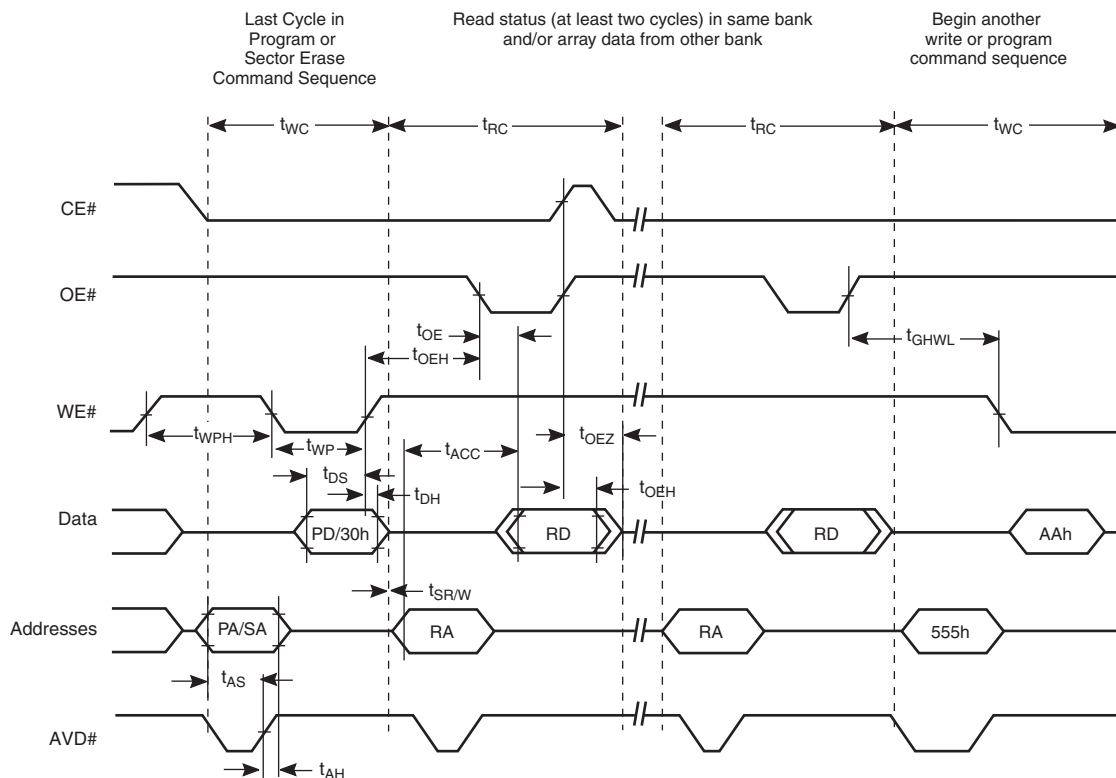 Last Cycle in
Program or
Sector Erase
Command Sequence
Read status (at least two cycles) in same bank
and/or array data from other bank
Begin another
write or program
command sequence
tWC
tRC
tRC
tWC
CE#
OE#
tOE
tOEH
tGHWL
WE#
tWPH
tWP
tACC
tOEZ
tDS
tDH
tOEH
Data
PD/30h
RD
RD
AAh
tSR/W
Addresses
PA/SA
RA
RA
555h
tAS
AVD#
tAH